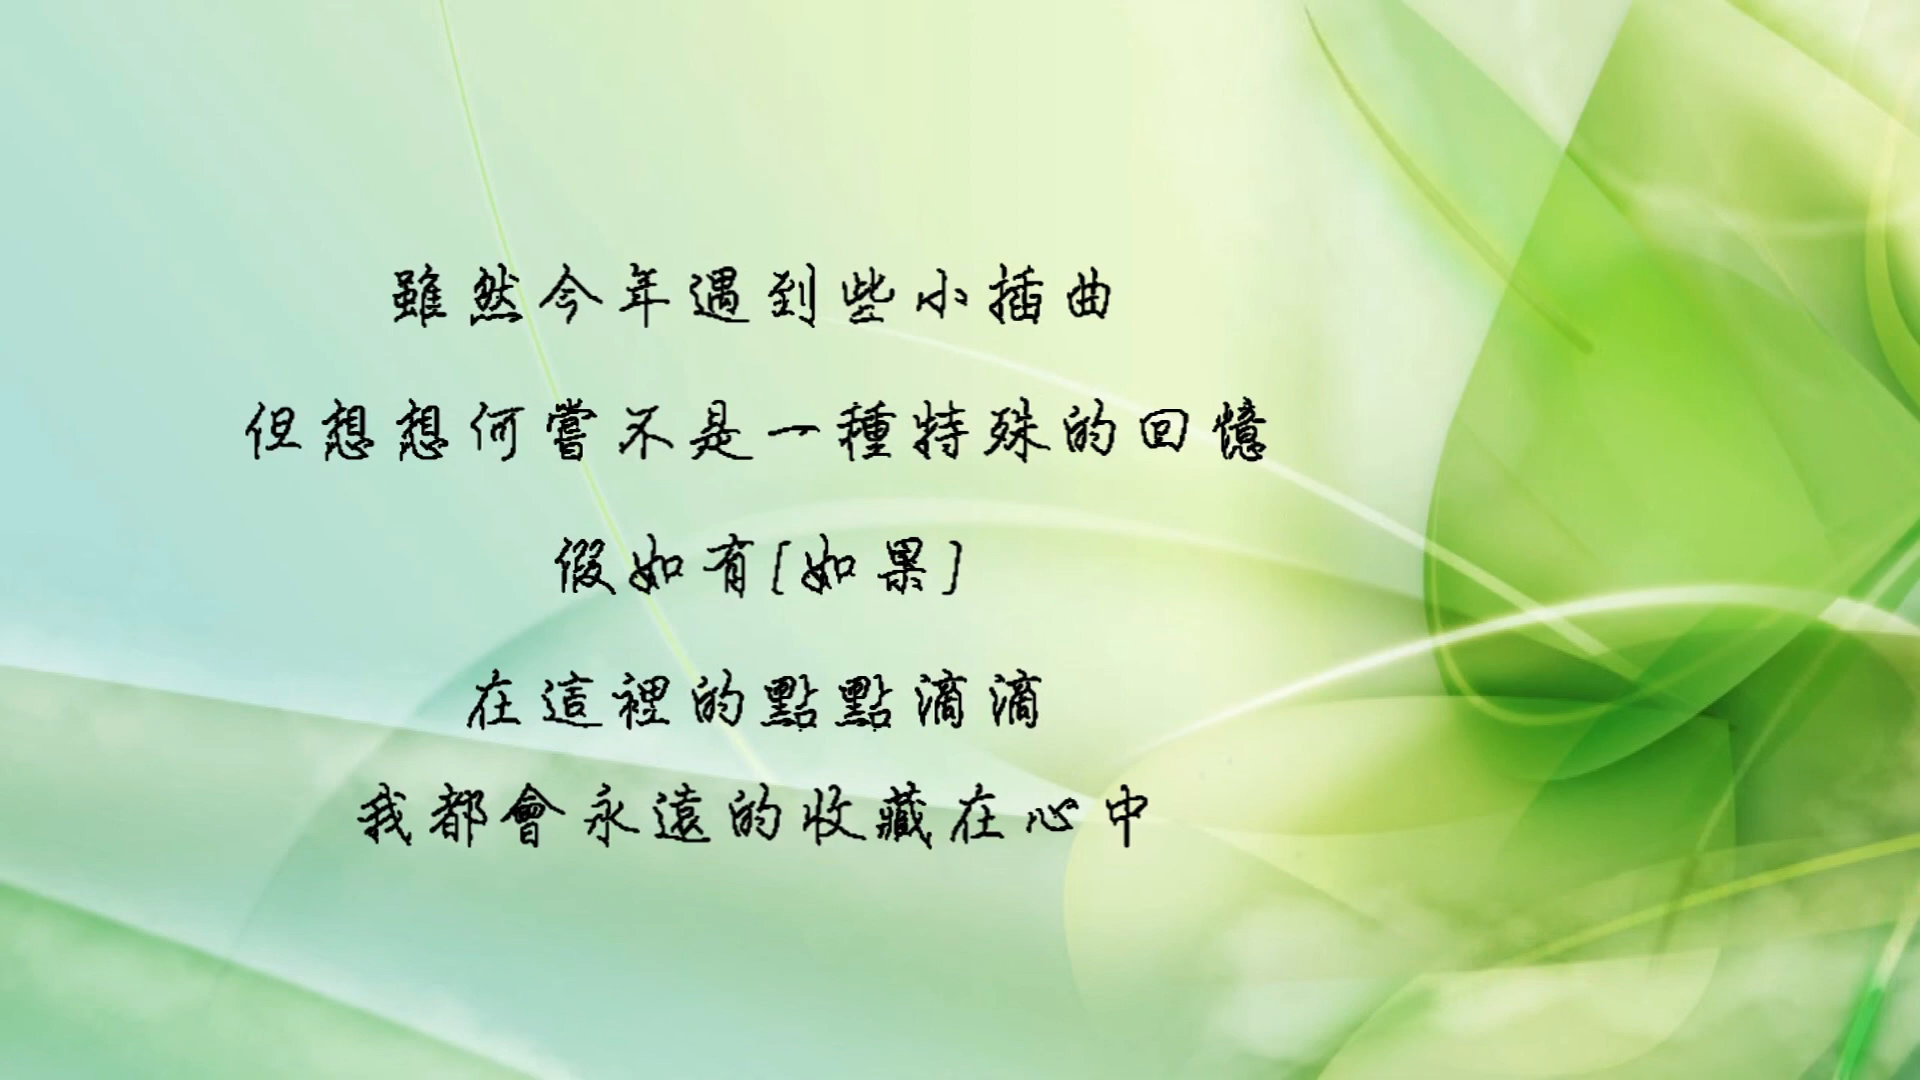 雖然今年遇到些小插曲
但想想何嘗不是一種特殊的回憶
假如有[如果]
在這裡的點點滴滴
我都會永遠的收藏在心中